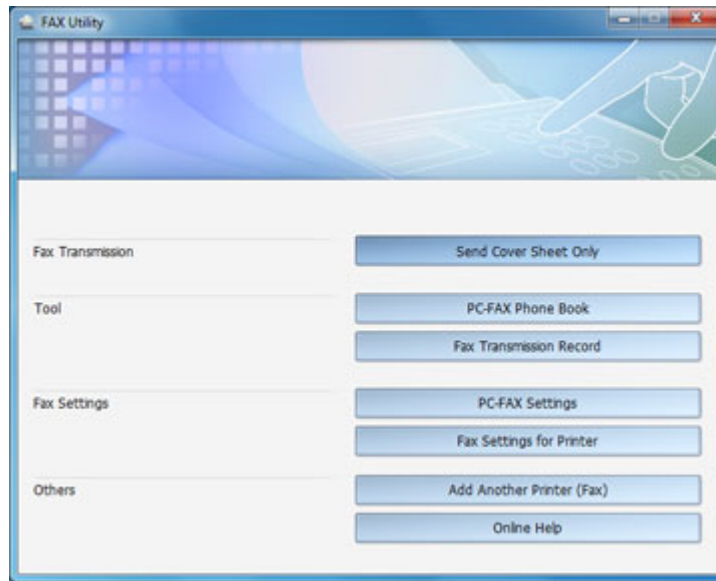 FAX Utility
Fax Transmission
Send Cover Sheet Only
Tool
PC-FAX Phone Book
Fax Transmission Record
Fax Settings
PC-FAX Settings
Fax Settings for Printer
Others
Add Another Printer (Fax)
Online Help